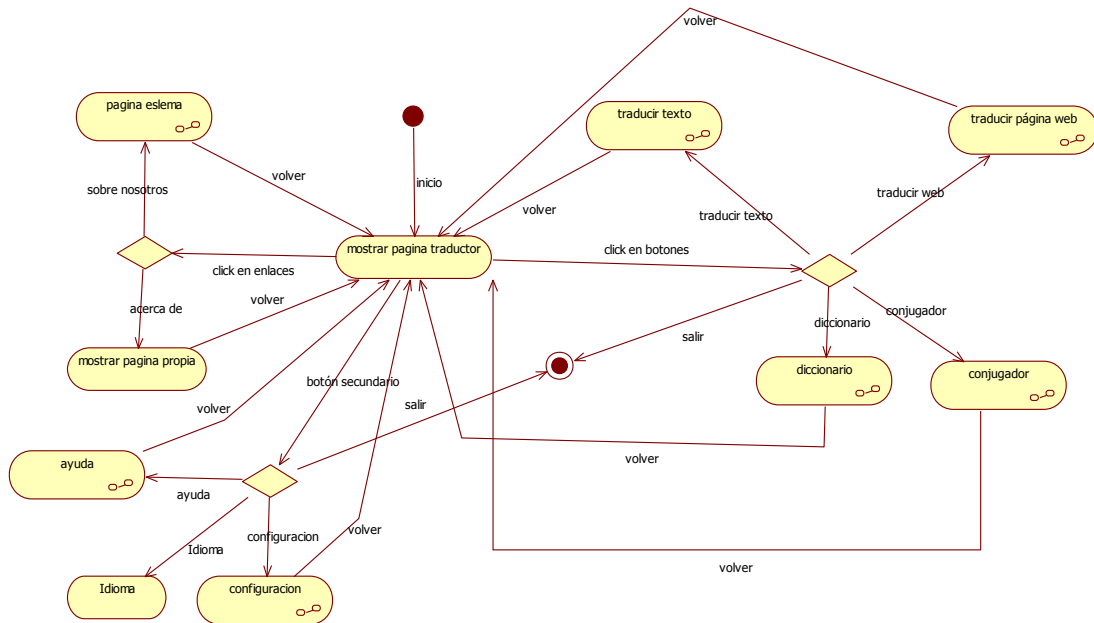 volver
pagina eslema
traducir texto
traducir página web
sobre nosotros
volver
inicio
volver
traducir texto
traducir web
mostrar pagina traductor
click en enlaces
click en botones
acerca de
volver
conjugador
diccionario
salir
mostrar pagina propia
diccionario
conjugador
botón secundario
volver
salir
volver
ayuda
ayuda
configuracion
volver
Idioma
volver
Idioma
configuracion